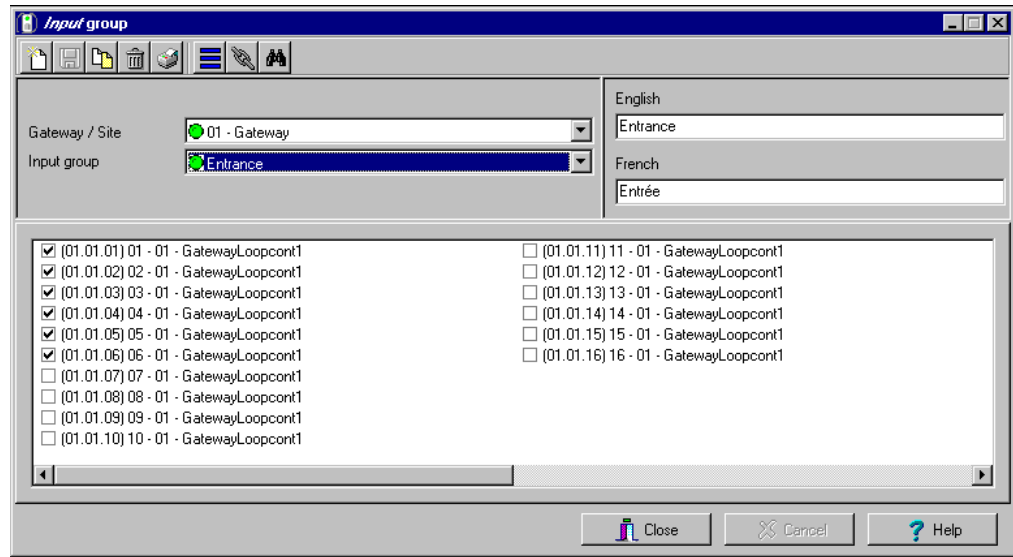 Input group
English
Entrance
Gateway / Site
01 - Gateway
Input group
Entrance
French
Entrée
(01.01.01) 01 - 01 - GatewayLoopcont1
(01.01.02) 02 - 01 - GatewayLoopcont1
(01.01.03) 03 - 01 - GatewayLoopcont1
(01.01.04) 04 - 01 - GatewayLoopcont1
(01.01.05) 05 - 01 - GatewayLoopcont1
(01.01.06) 06 - 01 - GatewayLoopcont1
(01.01.07) 07 - 01 - GatewayLoopcont1
(01.01.08) 08 - 01 - GatewayLoopcont1
(01.01.09) 09 - 01 - GatewayLoopcont1
(01.01.10) 10 - 01 - GatewayLoopcont1
(01.01.11) 11 - 01 - GatewayLoopcont1
(01.01.12) 12 - 01 - GatewayLoopcont1
(01.01.13) 13 - 01 - GatewayLoopcont1
(01.01.14) 14 - 01 - GatewayLoopcont1
(01.01.15) 15 - 01 - GatewayLoopcont1
(01.01.16) 16 - 01 - GatewayLoopcont1
Close
Cancel
Help